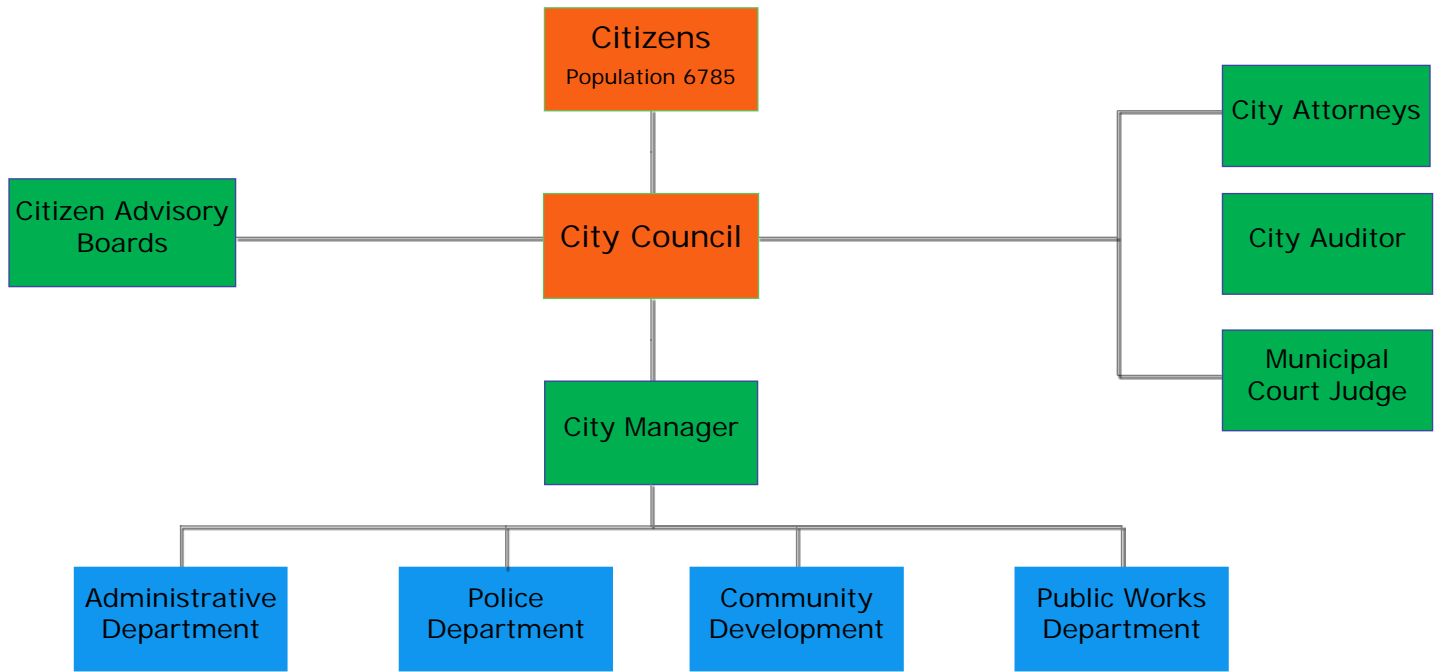 Citizens
Population 6785
City Attorneys
Citizen Advisory
Boards
City Council
City Auditor
Municipal
Court Judge
City Manager
Administrative
Department
Police
Department
Community
Development
Public Works
Department